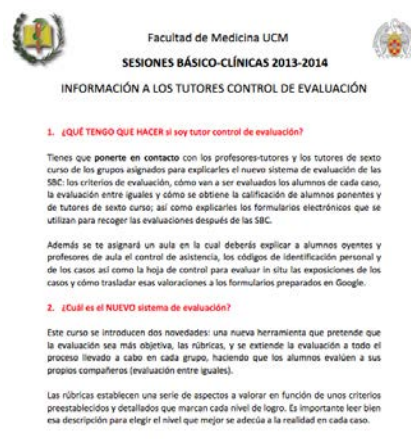 Facultad de Medicina UCM
SESIONES BÁSICO-CLÍNICAS 2013-2014
INFORMACIÓN A LOS TUTORES CONTROL DE EVALUACIÓN
1. ¿QUÉ TENGO QUE HACER si soy tutor control de evaluación?
Tienes que ponerte en contacto con los profesores-tutores y los tutores de sexto
curso de los grupos asignados para explicarles el nuevo sistema de evaluación de las
SBC: los criterios de evaluación, cómo van a ser evaluados los alumnos de cada caso,
la evaluación entre iguales y cómo se obtiene la calificación de alumnos ponentes y
de tutores de sexto curso; así como explicarles los formularios electrónicos que se
utilizan para recoger las evaluaciones después de las SBC.
Además se te asignará un aula en la cual deberás explicar a alumnos oyentes y
profesores de aula el control de asistencia, los códigos de identificación personal y
de los casos así como la hoja de control para evaluar in situ las exposiciones de los
casos y cómo trasladar esas valoraciones a los formularios preparados en Google.
2. ¿Cuál es el NUEVO sistema de evaluación?
Este curso se introducen dos novedades: una nueva herramienta que pretende que
la evaluación sea más objetiva, las rúbricas, y se extiende la evaluación a todo el
proceso llevado a cabo en cada grupo, haciendo que los alumnos evalúen a sus
propios compañeros (evaluación entre iguales).
Las rúbricas establecen una serie de aspectos a valorar en función de unos criterios
preestablecidos y detallados que marcan cada nivel de logro. Es importante leer bien
esa descripción para elegir el nivel que mejor se adecúa a la realidad en cada caso.